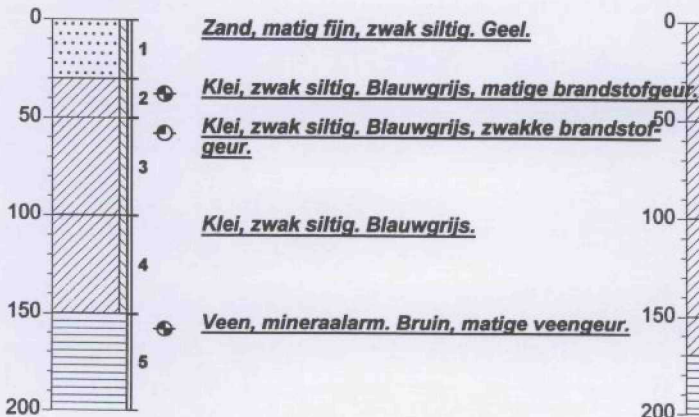 0
1
Zand, matig fijn, zwak siltig. Geel.
2
Klei, zwak siltig. Blauwgrijs, matige brandstofgeur.
50
Klei, zwak siltig. Blauwgrijs, zwakke brandstof-
geur.
3
100
Klei, zwak siltig. Blauwgrijs.
4
150
Veen, mineraalarm. Bruin, matige veengeur.
5
200
0
50
100
150
200